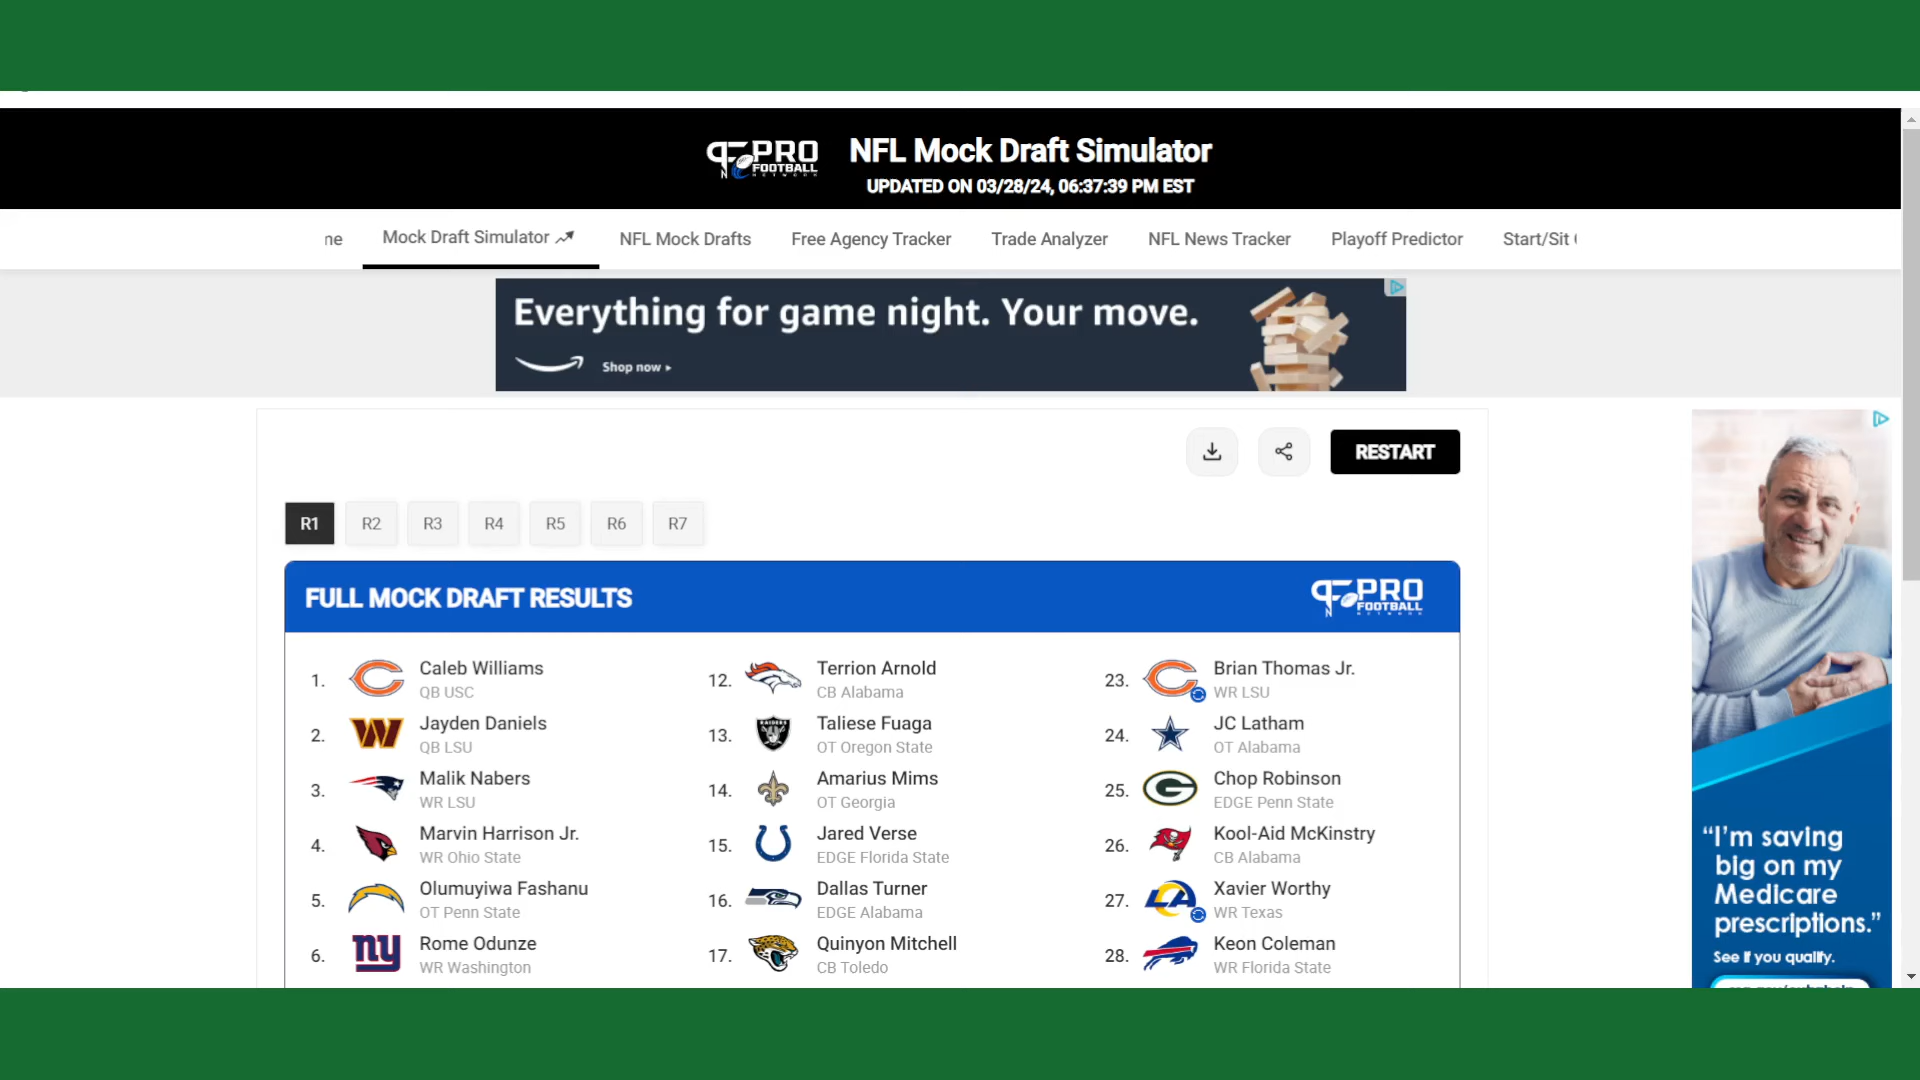 PRO
FOOTBALL
NETWORK
NFL Mock Draft Simulator
UPDATED ON 03/28/24, 06:37:39 PM EST
ne
Mock Draft Simulator
NFL Mock Drafts
Free Agency Tracker
Trade Analyzer
NFL News Tracker
Playoff Predictor
Start/Sit
Everything for game night. Your move.
Shop now
RESTART
R1 R2 R3 R4 R5 R6 R7
FULL MOCK DRAFT RESULTS
PRO
FOOTBALL
NETWORK
1. Caleb Williams
QB USC
2. Jayden Daniels
QB LSU
3. Malik Nabers
WR LSU
4. Marvin Harrison Jr.
WR Ohio State
5. Olumuyiwa Fashanu
OT Penn State
6. ny Rome Odunze
WR Washington
12. Terrion Arnold
CB Alabama
13. RAIDERS Taliese Fuaga
OT Oregon State
14. Amarius Mims
OT Georgia
15. Jared Verse
EDGE Florida State
16. Dallas Turner
EDGE Alabama
17. Quinyon Mitchell
CB Toledo
23. Brian Thomas Jr.
WR LSU
24. JC Latham
OT Alabama
25. Chop Robinson
EDGE Penn State
26. Kool-Aid McKinstry
CB Alabama
27. LA Xavier Worthy
WR Texas
28. Keon Coleman
WR Florida State
“I’m saving
big on my
Medicare
prescriptions.”
See if you qualify.